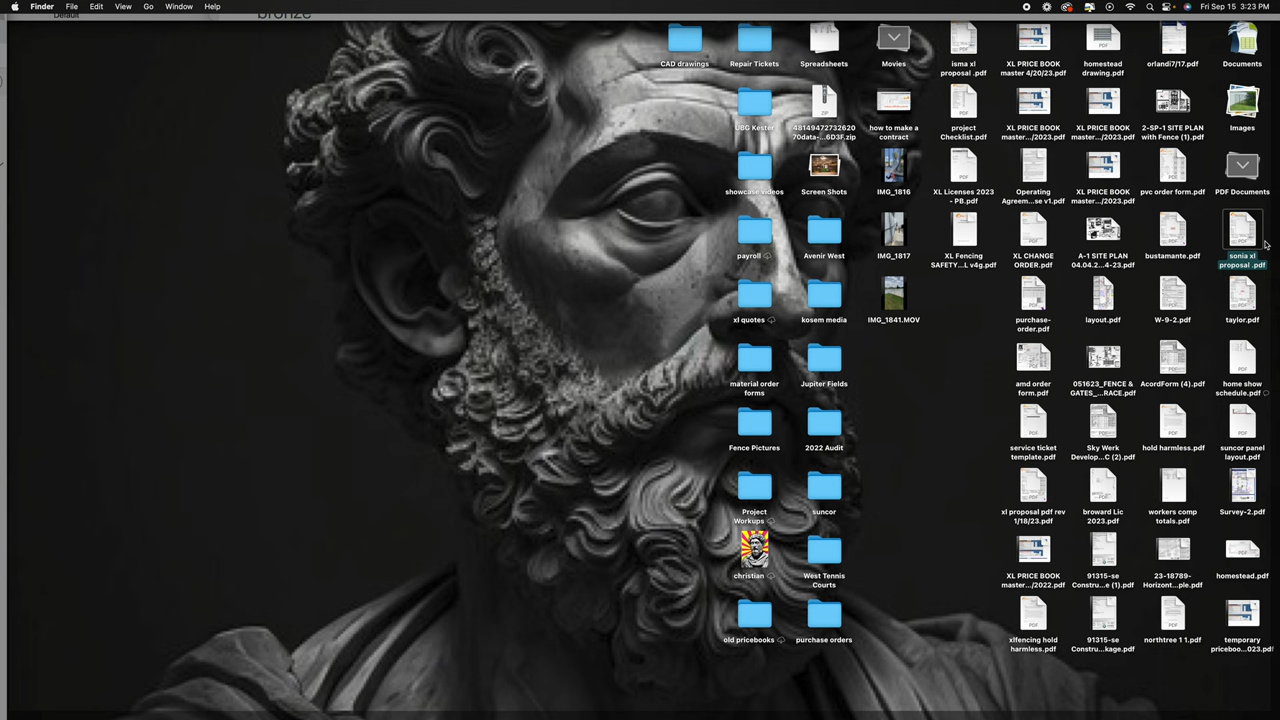 Finder File Edit View Go Window Help Fri Sep 15 3:23 PM
Default bronze
CAD drawings
Repair Tickets
Spreadsheets
Movies
isma xl
proposal .pdf
XL PRICE BOOK
master 4/20/23.pdf
homestead
drawing.pdf
orlandi7/17.pdf
Documents
UBG Kester
48149472732620
70data-...6D3F.zip
how to make a
contract
project
Checklist.pdf
XL PRICE BOOK
master.../2023.pdf
XL PRICE BOOK
master.../2023.pdf
2-SP-1 SITE PLAN
with Fence (1).pdf
Images
showcase videos
Screen Shots
IMG_1816
XL Licenses 2023
- PB.pdf
Operating
Agreem...se v1.pdf
XL PRICE BOOK
master.../2023.pdf
pvc order form.pdf
PDF Documents
payroll
Avenir West
IMG_1817
XL Fencing
SAFETY...L v4g.pdf
XL CHANGE
ORDER.pdf
A-1 SITE PLAN
04.04.2...4-23.pdf
bustamante.pdf
sonia xl
proposal .pdf
xl quotes
kosem media
IMG_1841.MOV
purchase-
order.pdf
layout.pdf
W-9-2.pdf
taylor.pdf
material order
forms
Jupiter Fields
amd order
form.pdf
051623_FENCE &
GATES_...RACE.pdf
AcordForm (4).pdf
home show
schedule.pdf
Fence Pictures
2022 Audit
service ticket
template.pdf
Sky Werk
Develop...C (2).pdf
hold harmless.pdf
suncor panel
layout.pdf
Project
Workups
suncor
xl proposal pdf rev
1/18/23.pdf
broward Lic
2023.pdf
workers comp
totals.pdf
Survey-2.pdf
christian
West Tennis
Courts
XL PRICE BOOK
master.../2022.pdf
91315-se
Constru...e (1).pdf
23-18789-
Horizont...ple.pdf
homestead.pdf
old pricebooks
purchase orders
xlfencing hold
harmless.pdf
91315-se
Constru...kage.pdf
northtree 1 1.pdf
temporary
priceboo...023.pdf